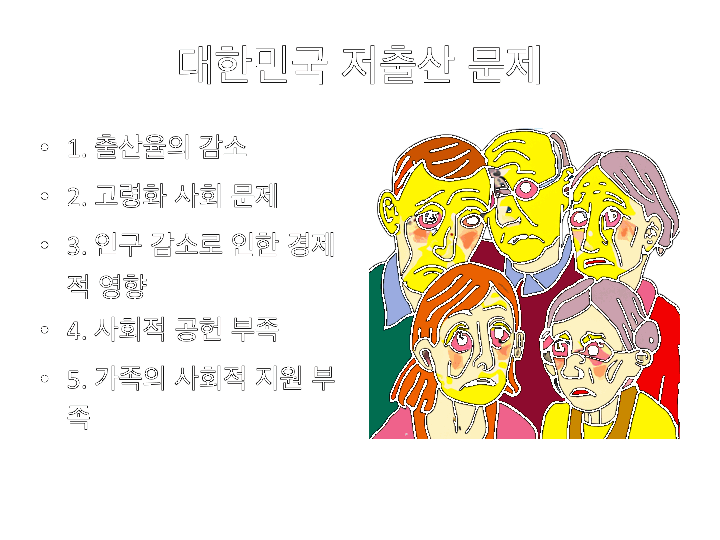 대한민국 저출산 문제
• 1. 출산율의 감소
• 2. 고령화 사회 문제
• 3. 인구 감소로 인한 경제
적 영향
• 4. 사회적 공헌 부족
• 5. 가족의 사회적 지원 부
족